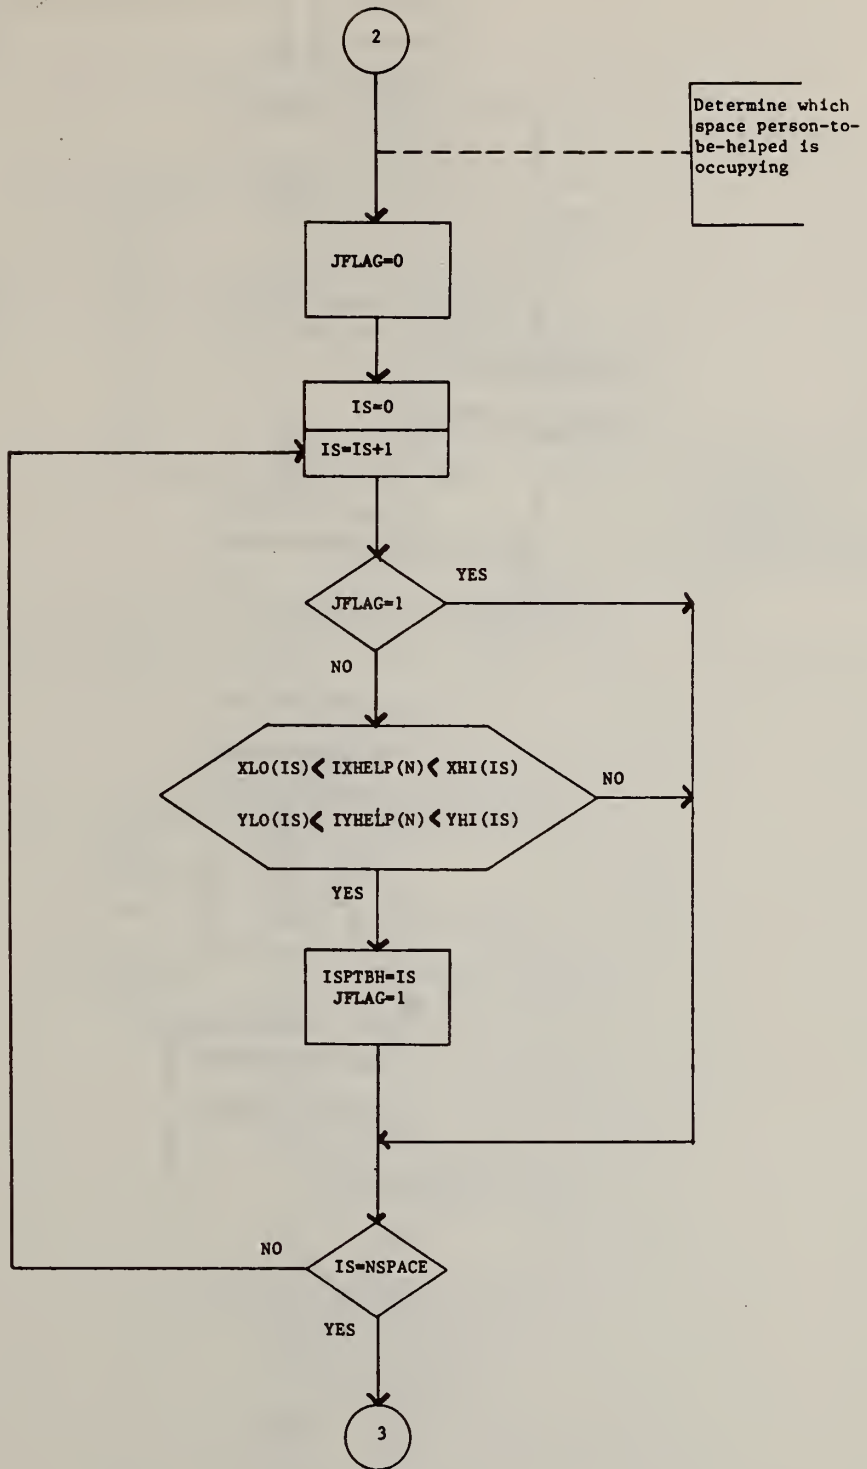 2
Determine which
space person-to-
be-helped is
occupying
JFLAG=0
IS=0
IS=IS+1
JFLAG=1
YES
NO
XLO(IS) < IXHELP(N) < XHI(IS)
YLO(IS) < IYHELP(N) < YHI(IS)
NO
YES
ISPTBH=IS
JFLAG=1
IS=NSPACE
NO
YES
3